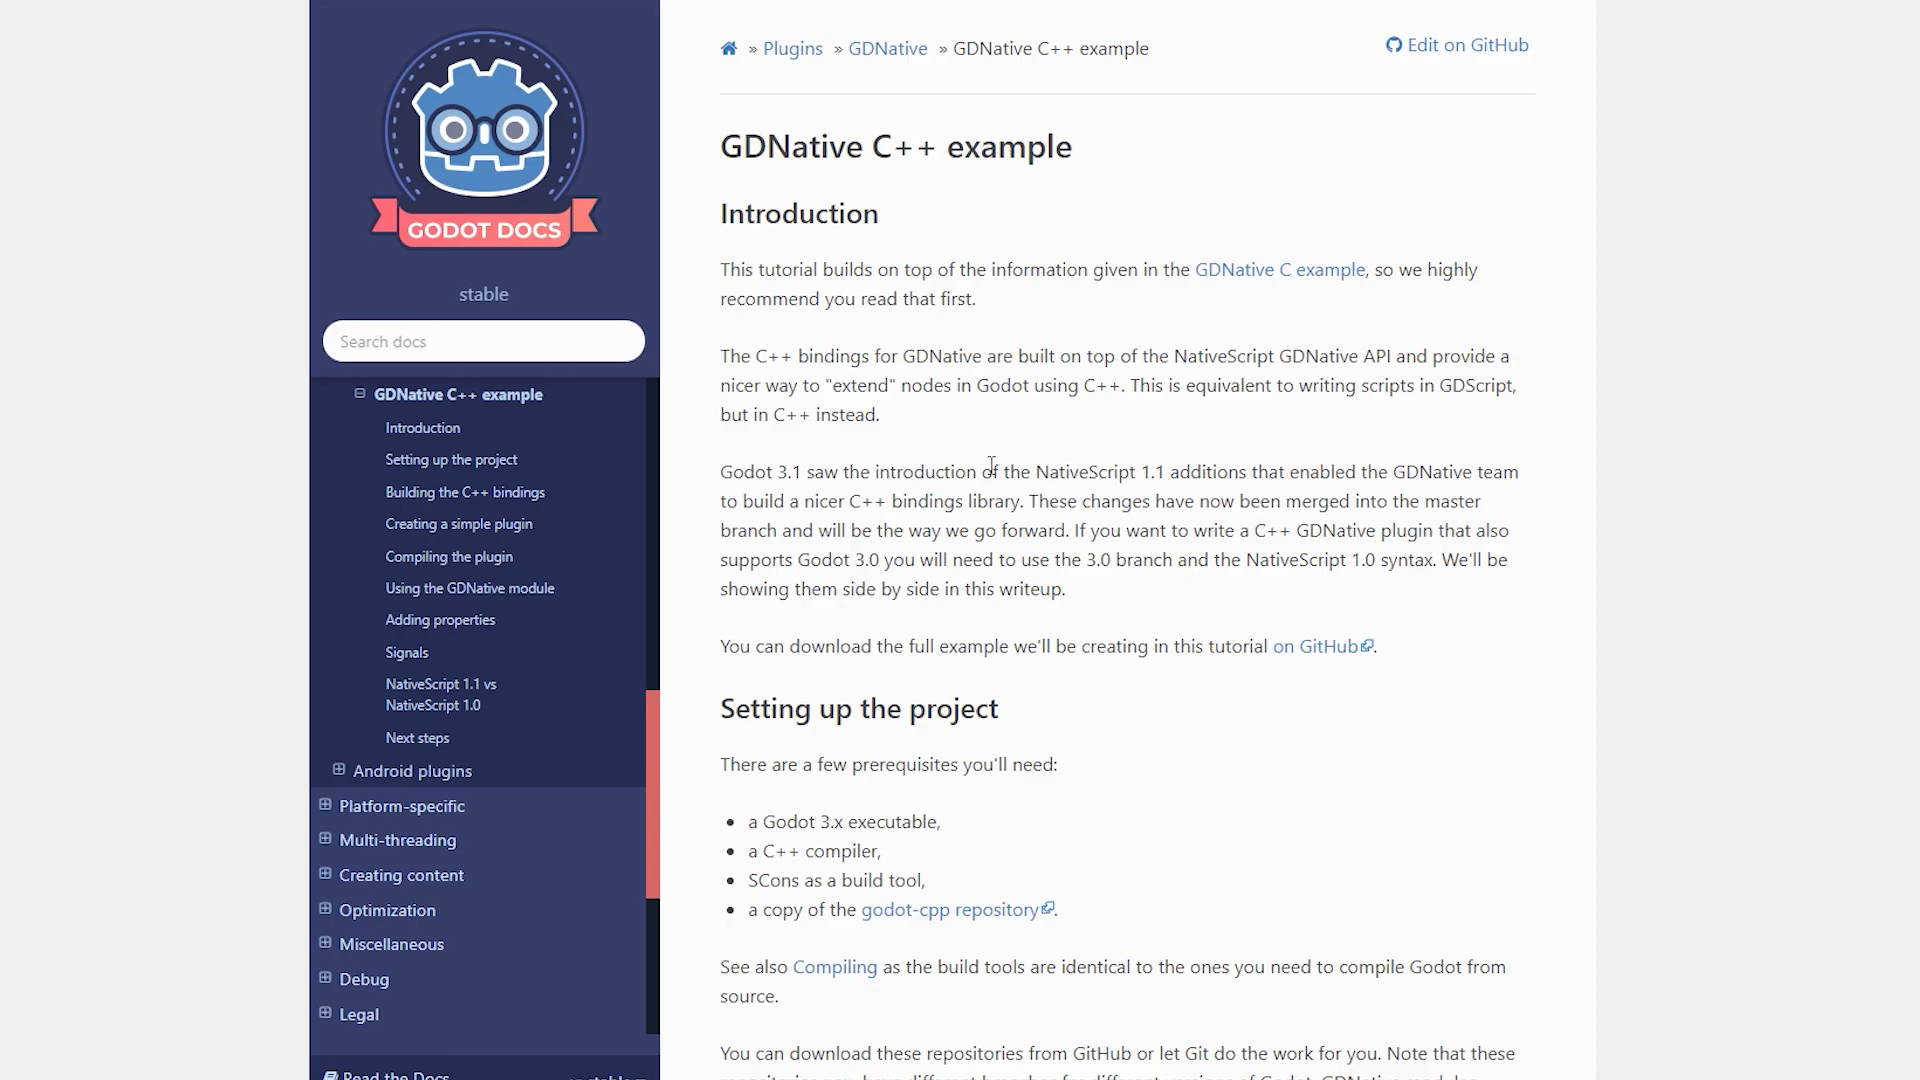 GODOT DOCS
stable
Search docs
GDNative C++ example
Introduction
Setting up the project
Building the C++ bindings
Creating a simple plugin
Compiling the plugin
Using the GDNative module
Adding properties
Signals
NativeScript 1.1 vs
NativeScript 1.0
Next steps
Android plugins
Platform-specific
Multi-threading
Creating content
Optimization
Miscellaneous
Debug
Legal
Read the Docs
» Plugins » GDNative » GDNative C++ example
Edit on GitHub
GDNative C++ example
Introduction
This tutorial builds on top of the information given in the GDNative C example, so we highly
recommend you read that first.
The C++ bindings for GDNative are built on top of the NativeScript GDNative API and provide a
nicer way to "extend" nodes in Godot using C++. This is equivalent to writing scripts in GDScript,
but in C++ instead.
Godot 3.1 saw the introduction of the NativeScript 1.1 additions that enabled the GDNative team
to build a nicer C++ bindings library. These changes have now been merged into the master
branch and will be the way we go forward. If you want to write a C++ GDNative plugin that also
supports Godot 3.0 you will need to use the 3.0 branch and the NativeScript 1.0 syntax. We'll be
showing them side by side in this writeup.
You can download the full example we'll be creating in this tutorial on GitHub.
Setting up the project
There are a few prerequisites you'll need:
• a Godot 3.x executable,
• a C++ compiler,
• SCons as a build tool,
• a copy of the godot-cpp repository.
See also Compiling as the build tools are identical to the ones you need to compile Godot from
source.
You can download these repositories from GitHub or let Git do the work for you. Note that these